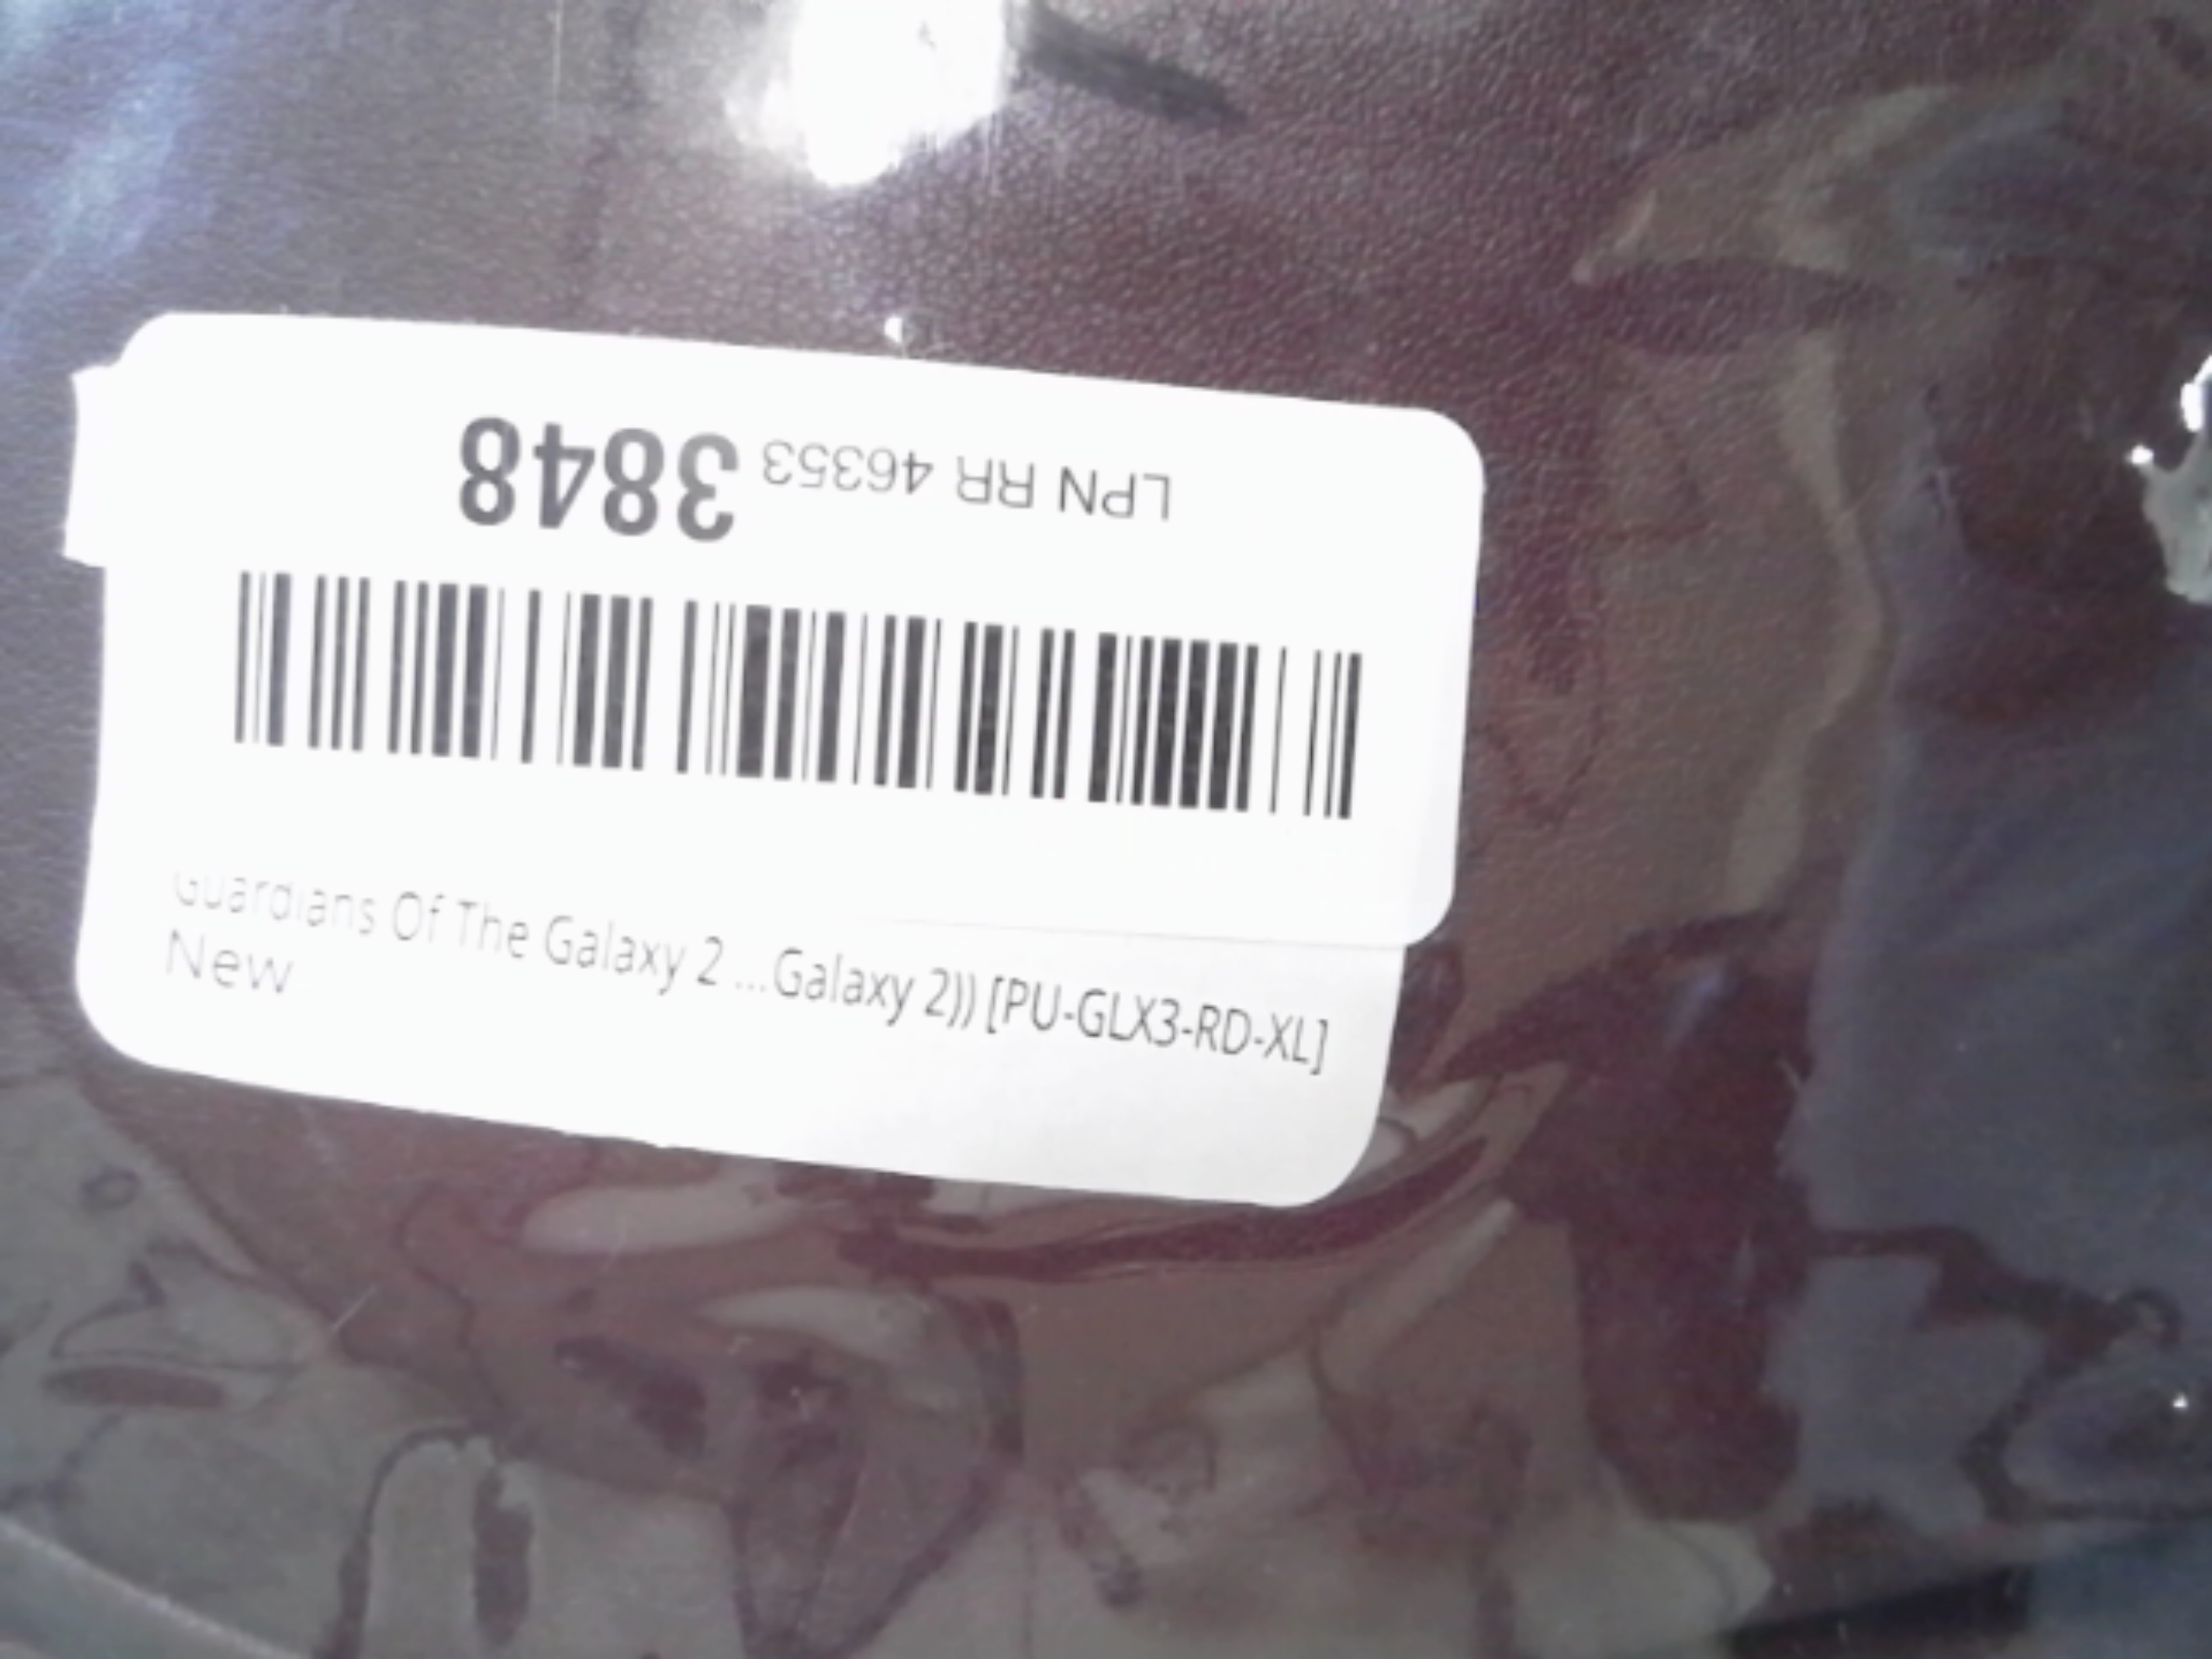 LPN RR 46353 3848
Guardians Of The Galaxy 2 ...Galaxy 2)) [PU-GLX3-RD-XL]
New